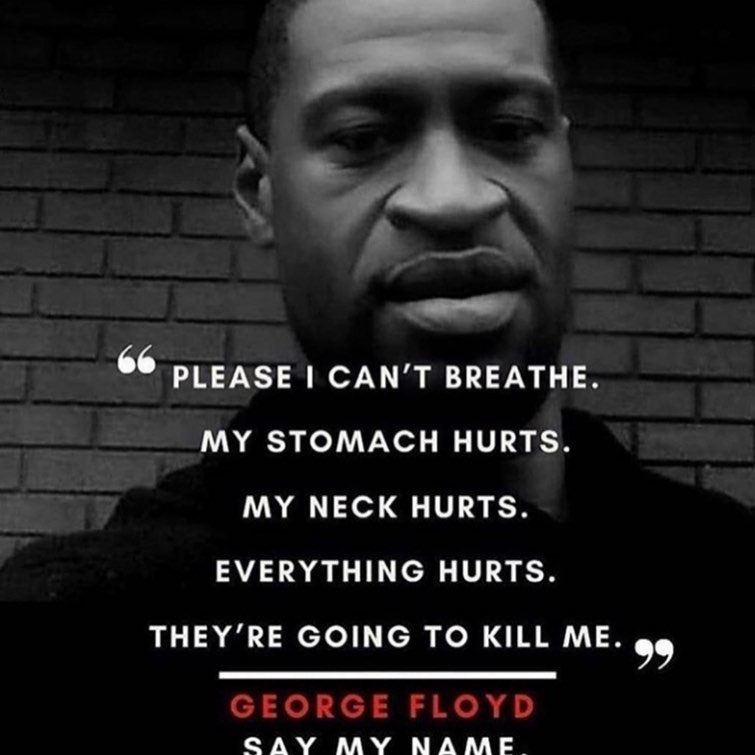 “ PLEASE I CAN’T BREATHE.
MY STOMACH HURTS.
MY NECK HURTS.
EVERYTHING HURTS.
THEY’RE GOING TO KILL ME. ”
GEORGE FLOYD
SAY MY NAME.